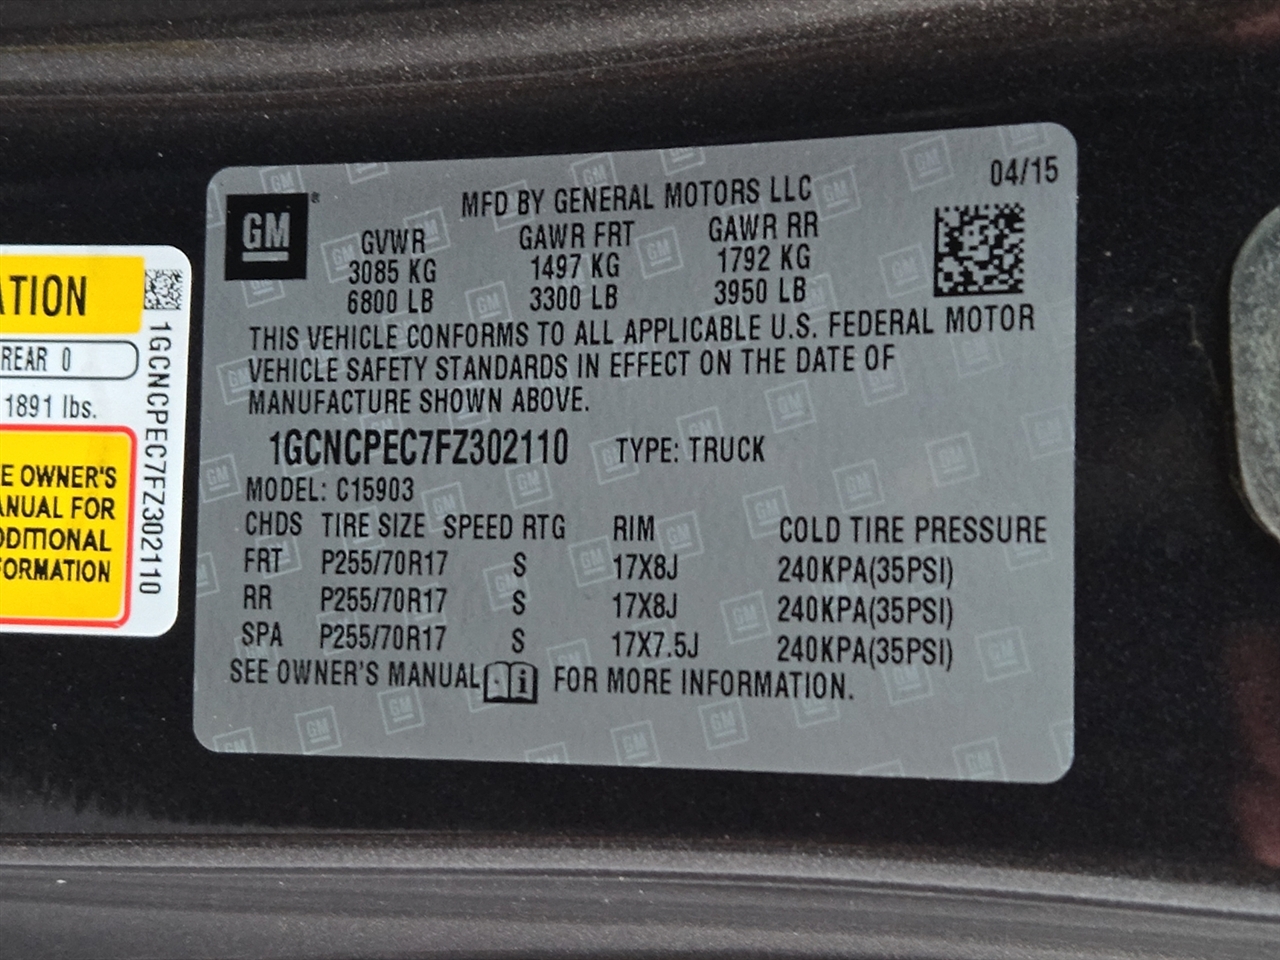 ATION
REAR 0
1891 lbs.
E OWNER'S
ANUAL FOR
DDITIONAL
FORMATION
1GCNCPEC7FZ302110
GM ®
04/15
MFD BY GENERAL MOTORS LLC
GVWR GAWR FRT GAWR RR
3085 KG 1497 KG 1792 KG
6800 LB 3300 LB 3950 LB
THIS VEHICLE CONFORMS TO ALL APPLICABLE U.S. FEDERAL MOTOR
VEHICLE SAFETY STANDARDS IN EFFECT ON THE DATE OF
MANUFACTURE SHOWN ABOVE.
1GCNCPEC7FZ302110 TYPE: TRUCK
MODEL: C15903
CHDS TIRE SIZE SPEED RTG RIM COLD TIRE PRESSURE
FRT P255/70R17 S 17X8J 240KPA(35PSI)
RR P255/70R17 S 17X8J 240KPA(35PSI)
SPA P255/70R17 S 17X7.5J 240KPA(35PSI)
SEE OWNER'S MANUAL i FOR MORE INFORMATION.